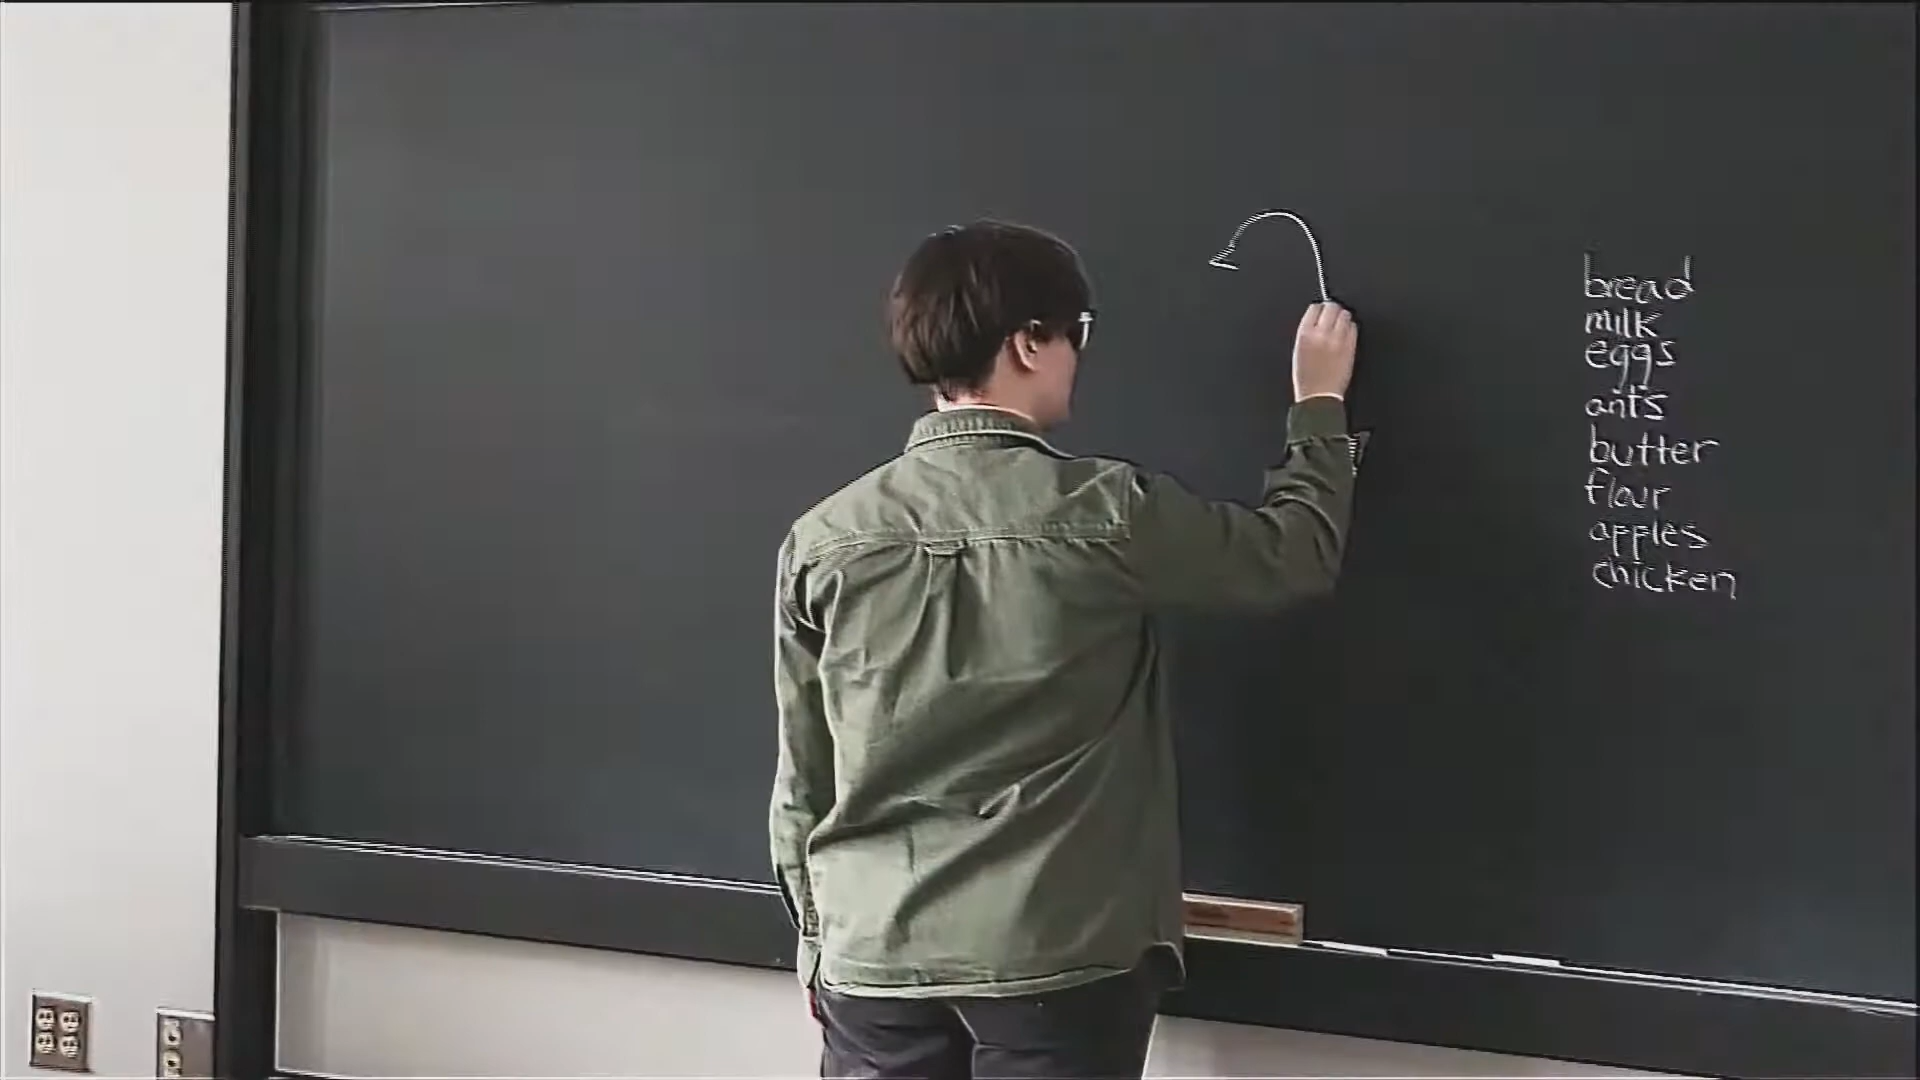 bread
milk
eggs
ants
butter
flour
apples
chicken